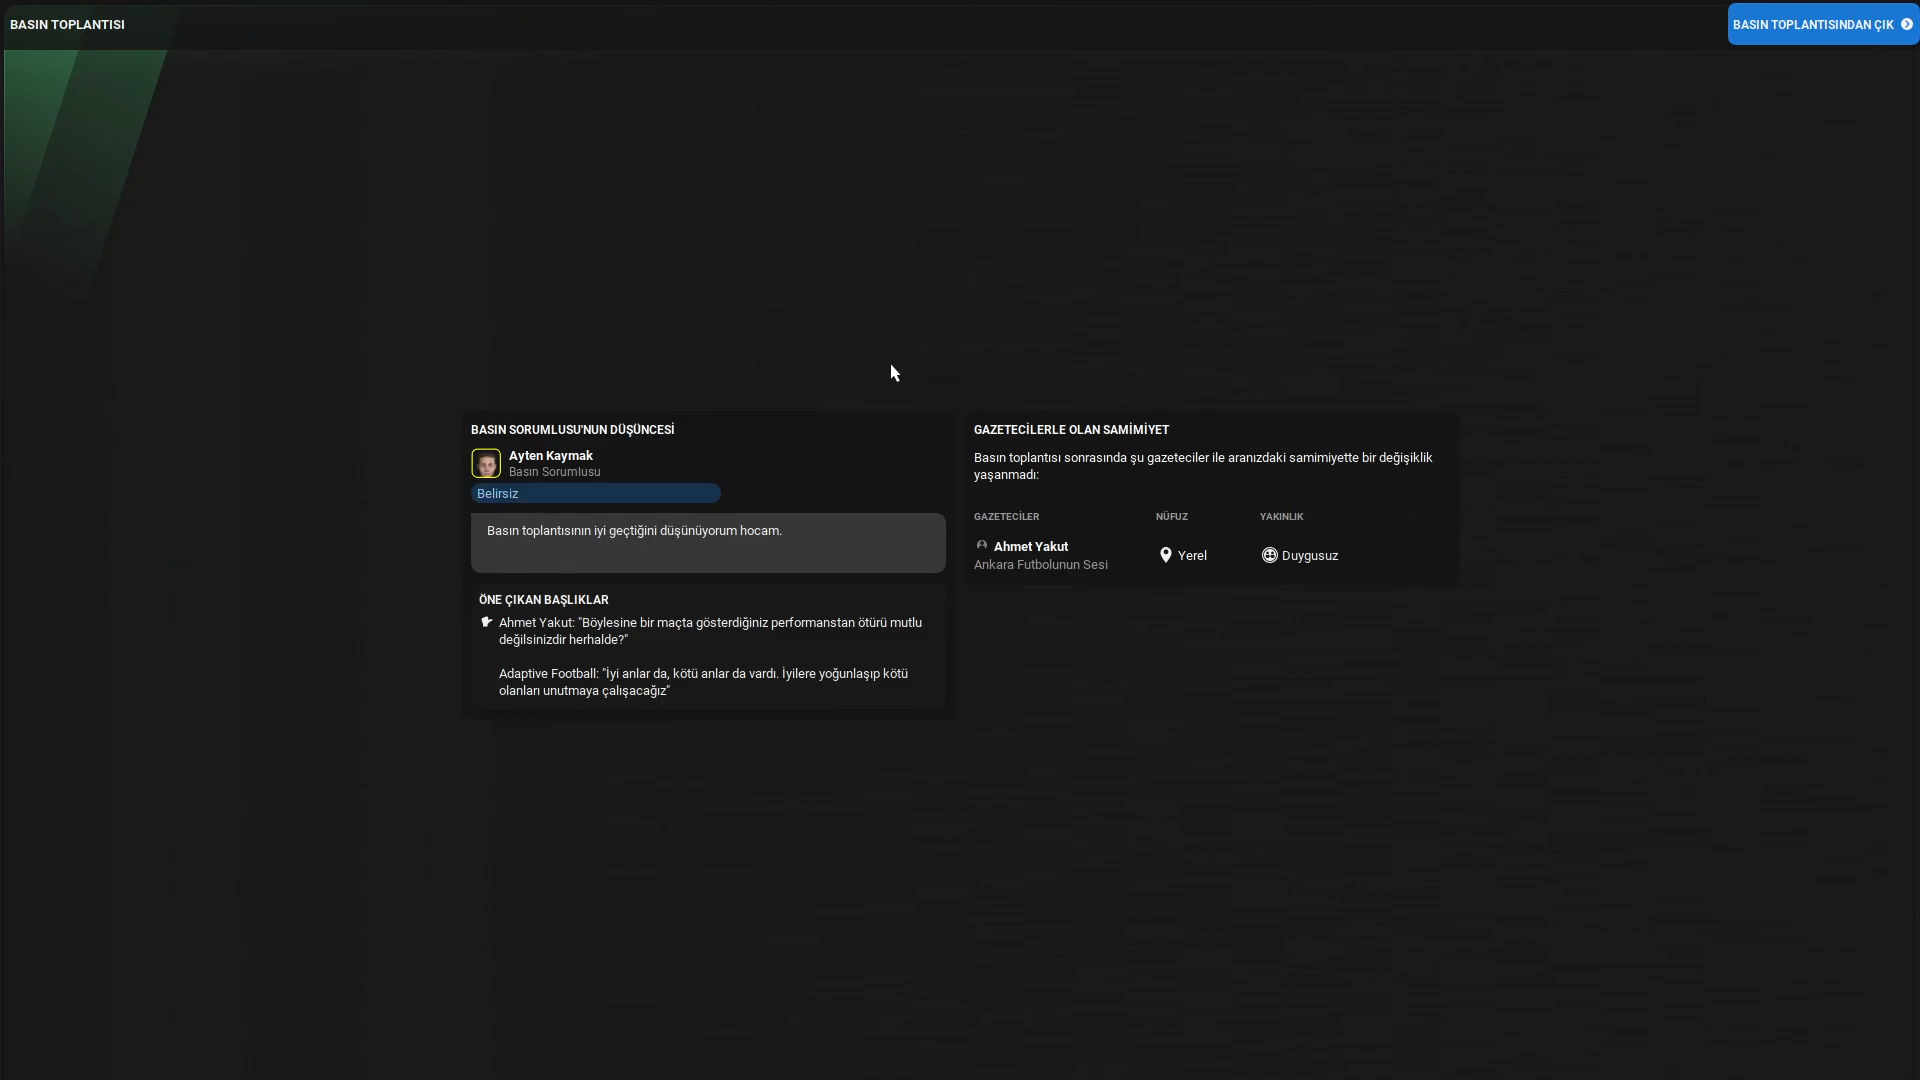 BASIN TOPLANTISI
BASIN TOPLANTISINDAN ÇIK
BASIN SORUMLUSU'NUN DÜŞÜNCESİ
Ayten Kaymak
Basın Sorumlusu
Belirsiz
Basın toplantısının iyi geçtiğini düşünüyorum hocam.
ÖNE ÇIKAN BAŞLIKLAR
Ahmet Yakut: "Böylesine bir maçta gösterdiğiniz performanstan ötürü mutlu
değilsinizdir herhalde?"
Adaptive Football: "İyi anlar da, kötü anlar da vardı. İyilere yoğunlaşıp kötü
olanları unutmaya çalışacağız"
GAZETECİLERLE OLAN SAMİMİYET
Basın toplantısı sonrasında şu gazeteciler ile aranızdaki samimiyette bir değişiklik
yaşanmadı:
GAZETECİLER NÜFUZ YAKINLIK
Ahmet Yakut
Ankara Futbolunun Sesi
Yerel
Duygusuz